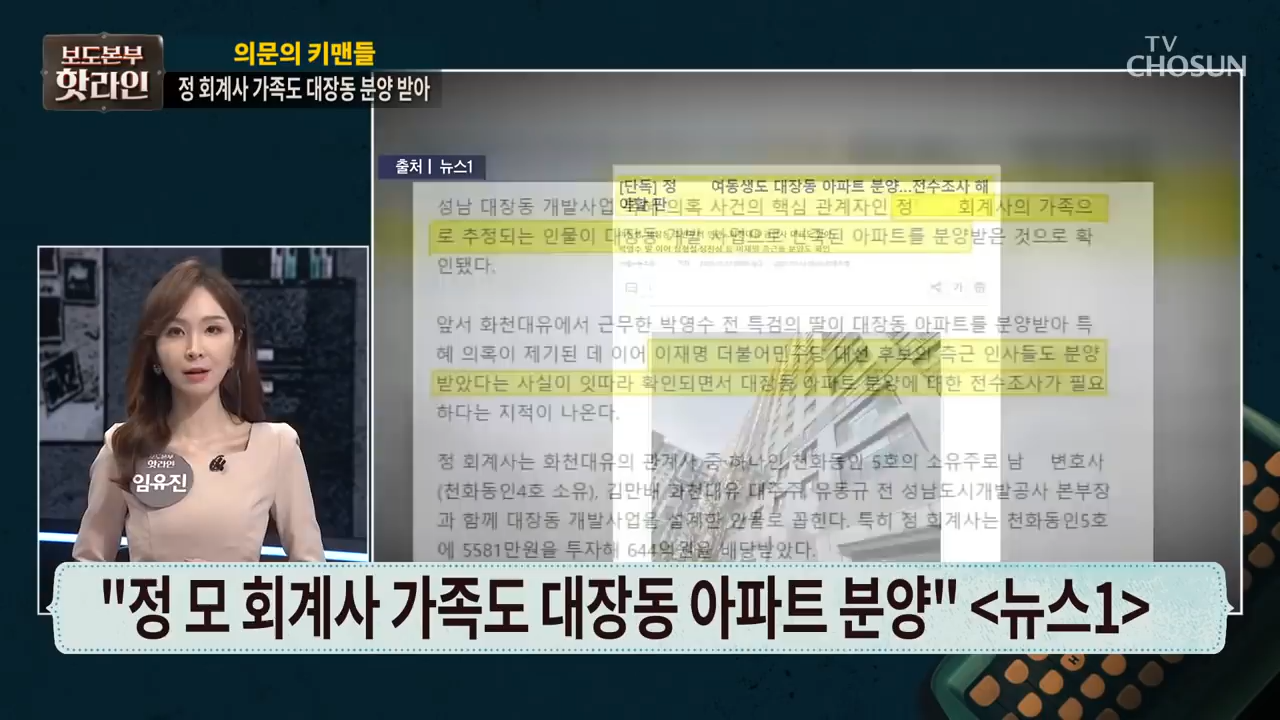 보도본부
핫라인
의문의 키맨들
정 회계사 가족도 대장동 분양 받아
TV
CHOSUN
출처 | 뉴스1
[단독] 정 여동생도 대장동 아파트 분양...전수조사 해
야할 판
성남 대장동 개발사업 의혹 사건의 핵심 관계자인 정 회계사의 가족으
로 추정되는 인물이 대장동 개발사업으로 아파트를 분양받은 것으로 확
인됐다.
앞서 화천대유에서 근무한 박영수 전 특검의 딸이 대장동 아파트를 분양받아 특
혜 의혹이 제기된 데 이어 이재명 더불어민주당 대선 후보의 측근 인사들도 분양
받았다는 사실이 잇따라 확인되면서 대장동 아파트 분양에 대한 전수조사가 필요
하다는 지적이 나온다.
정 회계사는 화천대유의 관계사 중 하나인 천화동인 5호의 소유주로 남 변호사
(천화동인4호 소유), 김만배 화천대유 대주주, 유동규 전 성남도시개발공사 본부장
과 함께 대장동 개발사업을 설계한 인물로 꼽힌다. 특히 정 회계사는 천화동인5호
에 5581만원을 투자해 644억원을 배당받았다.
보도본부
핫라인
임유진
"정 모 회계사 가족도 대장동 아파트 분양" <뉴스1>